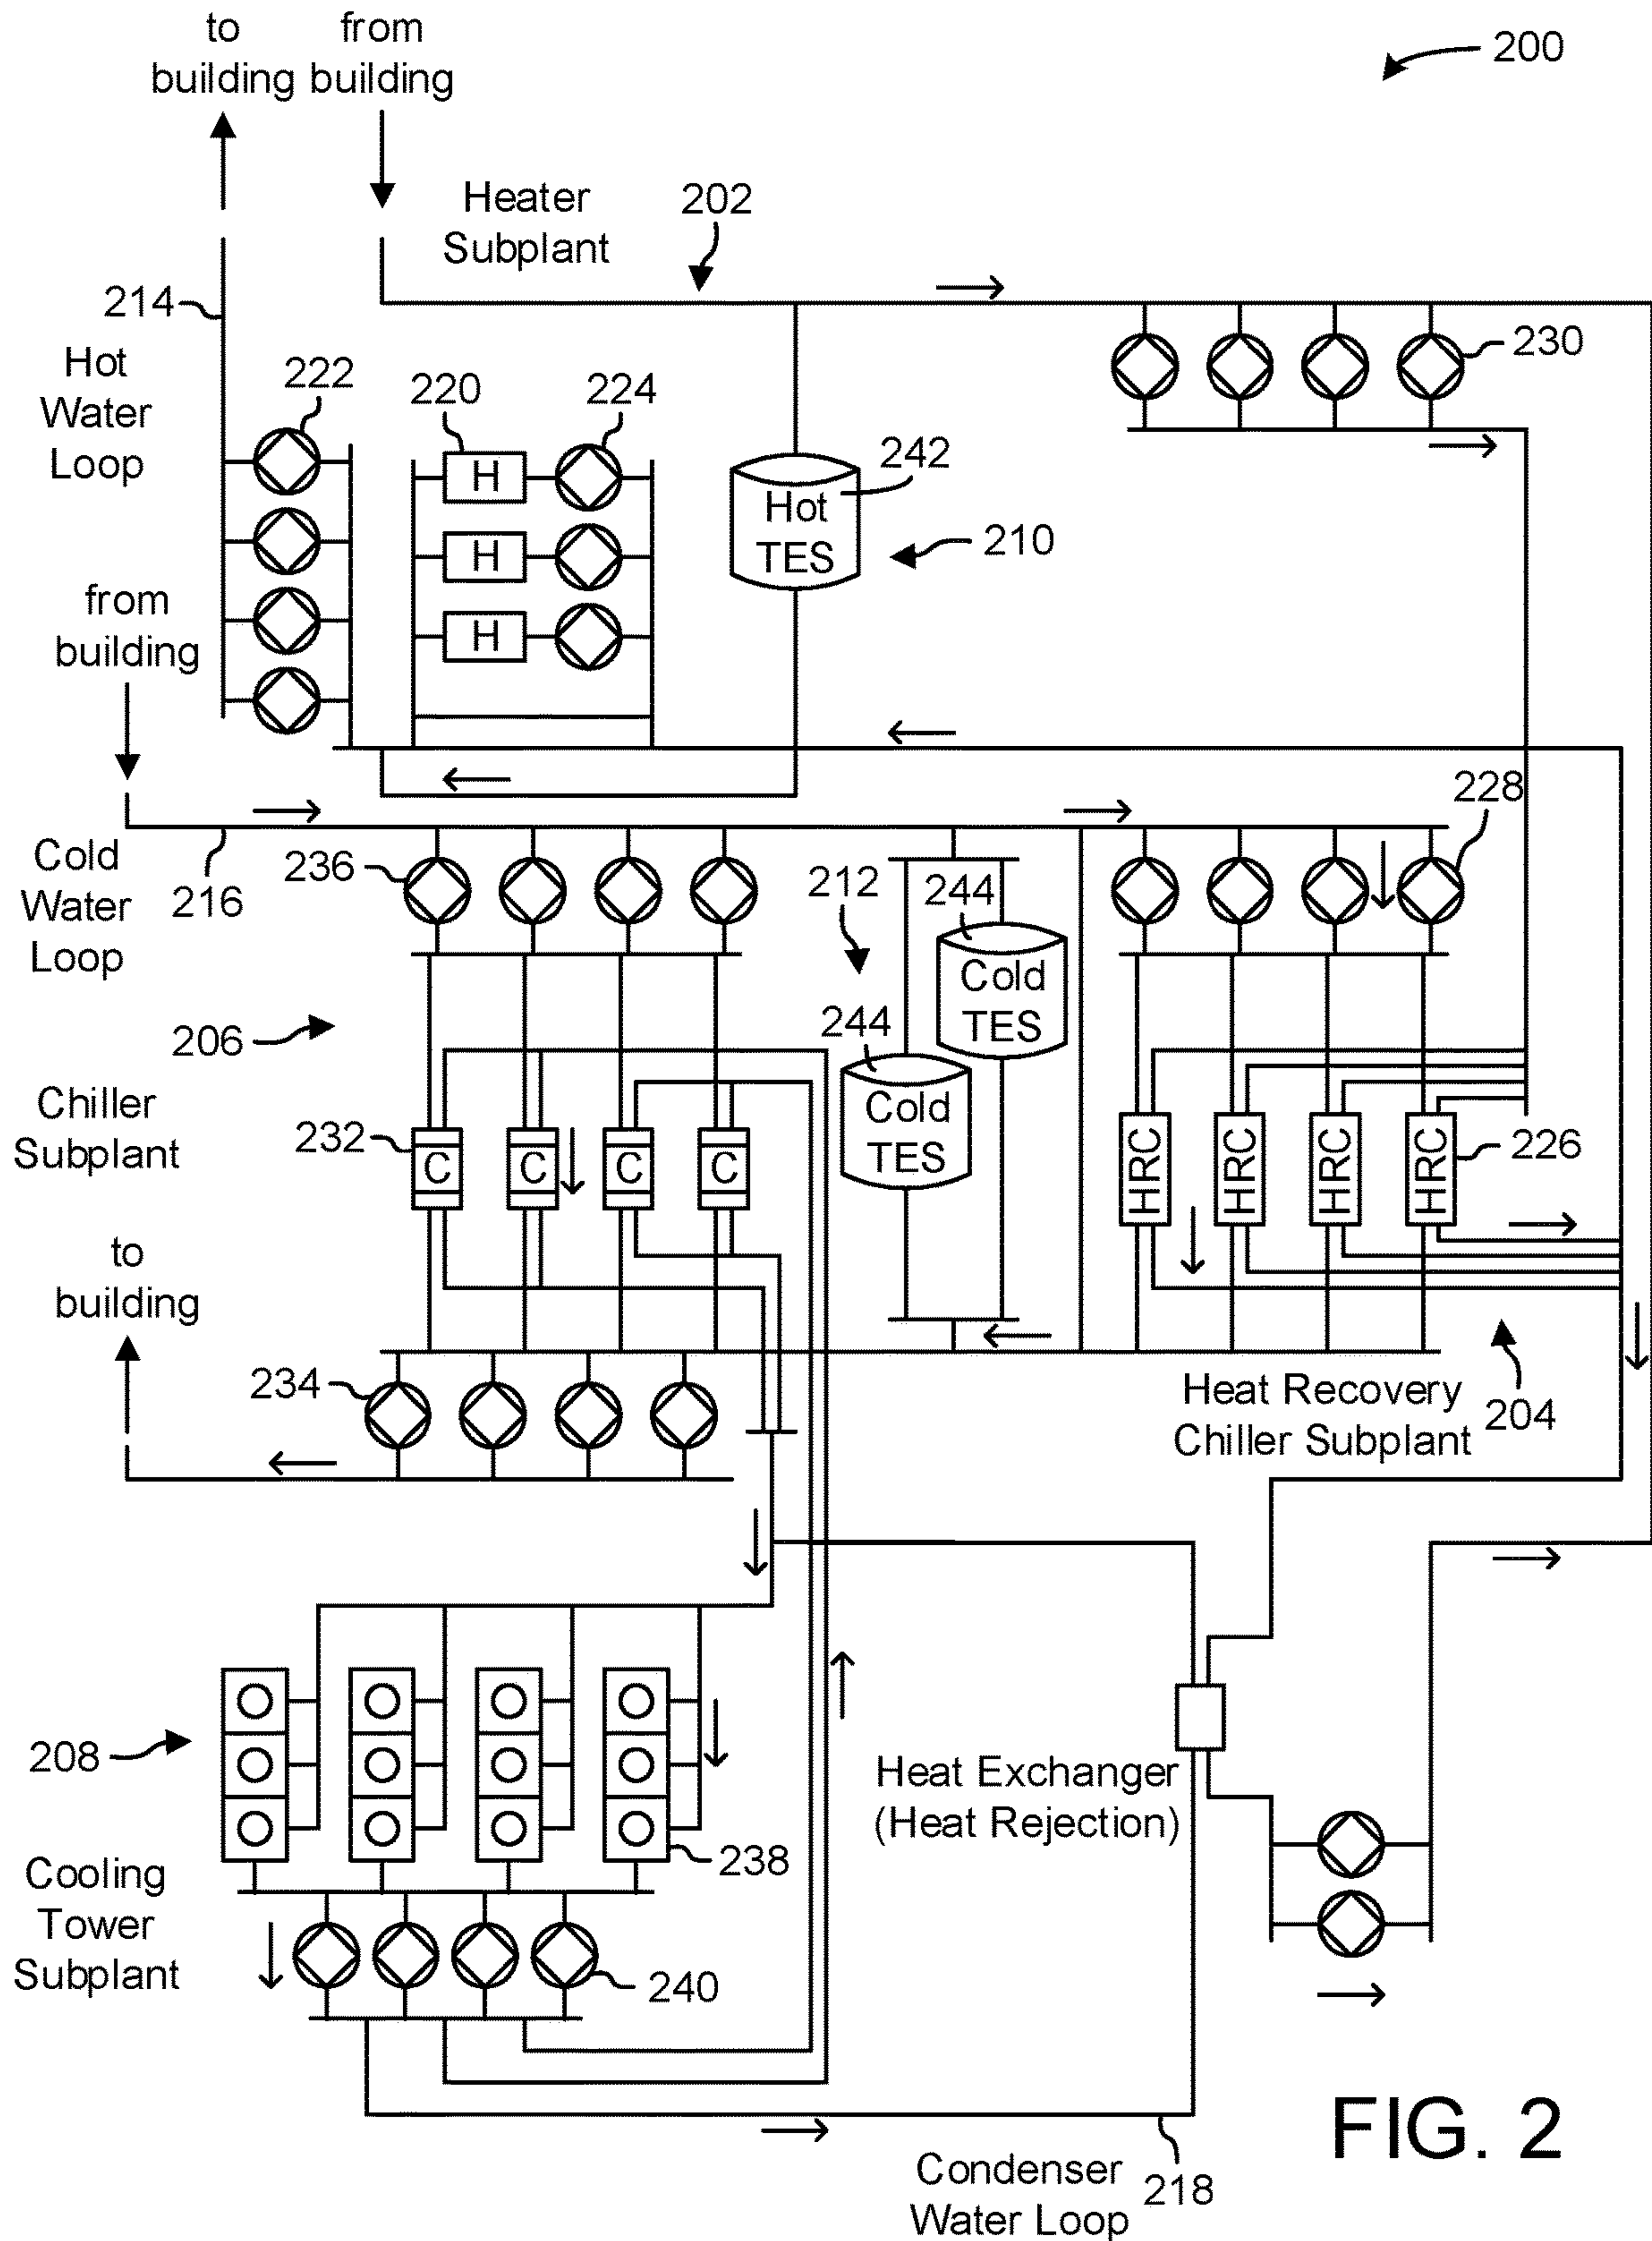 to
building
from
building
200
Heater
Subplant
202
214
Hot
Water
Loop
222
220
224
230
H
H
H
Hot
TES
242
210
from
building
228
Cold
Water
Loop
216
236
212
244
Cold
TES
244
Cold
TES
206
Chiller
Subplant
232
C
C
C
C
HRC
HRC
HRC
HRC
226
to
building
234
Heat Recovery
Chiller Subplant
204
208
Heat Exchanger
(Heat Rejection)
238
Cooling
Tower
Subplant
240
Condenser
Water Loop
218
FIG. 2